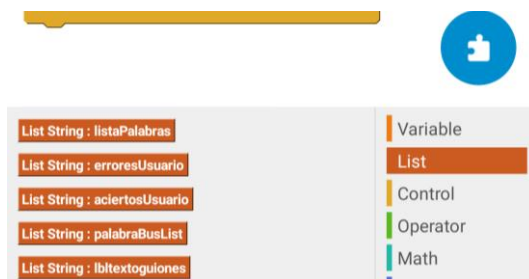 List String : listaPalabras
List String : erroresUsuario
List String : aciertosUsuario
List String : palabraBusList
List String : lbltextoguiones
Variable
List
Control
Operator
Math